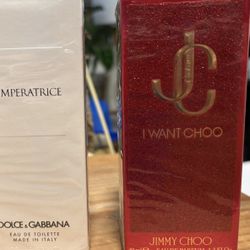 MPERATRICE
DOLCE & GABBANA
EAU DE TOILETTE
MADE IN ITALY
JC
I WANT CHOO
JIMMY CHOO